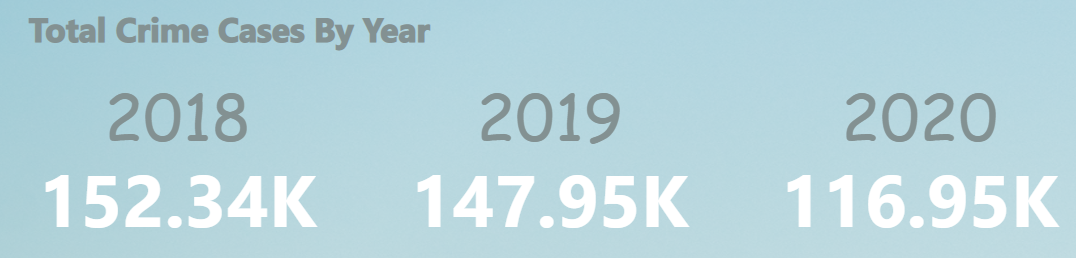 Total Crime Cases By Year
2018 2019 2020
152.34K 147.95K 116.95K